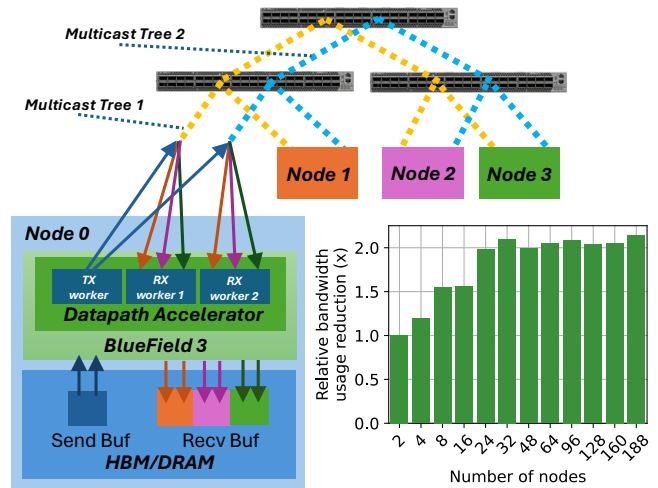 Multicast Tree 2
Multicast Tree 1
Node 1
Node 2
Node 3
Node 0
TX
worker
RX
worker 1
RX
worker 2
Datapath Accelerator
BlueField 3
Send Buf
Recv Buf
HBM/DRAM
Relative bandwidth
usage reduction (x)
2.0
1.5
1.0
0.5
0.0
2
4
8
16
24
32
48
64
96
128
160
188
Number of nodes